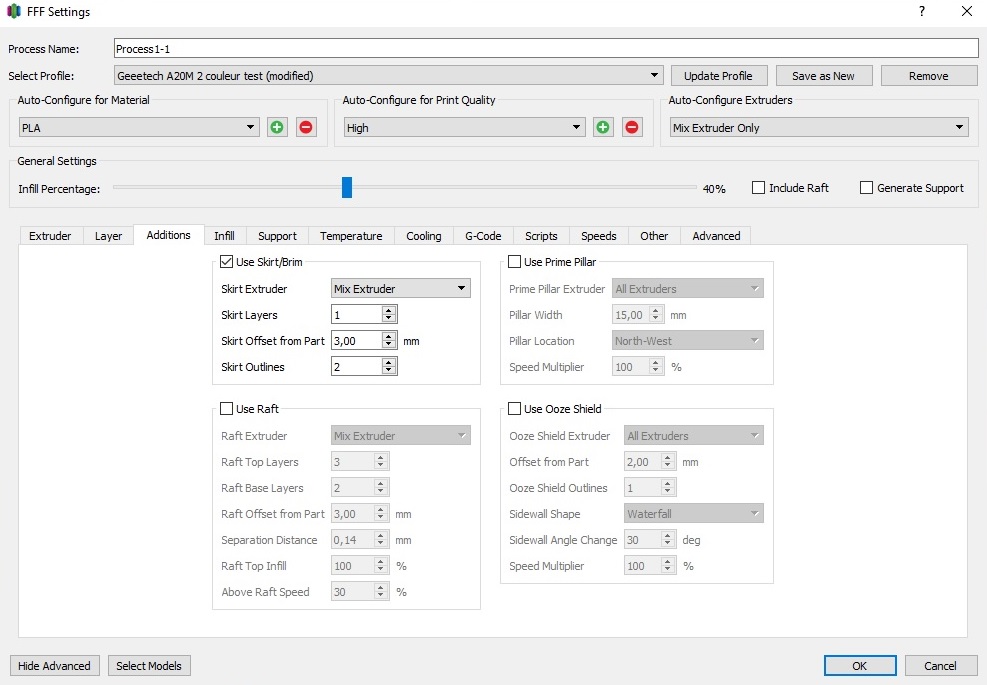 FFF Settings ?
Process Name: Process1-1
Select Profile: Geeetech A20M 2 couleur test (modified) Update Profile Save as New Remove
Auto-Configure for Material Auto-Configure for Print Quality Auto-Configure Extruders
PLA High Mix Extruder Only
General Settings
Infill Percentage: 40% Include Raft Generate Support
Extruder Layer Additions Infill Support Temperature Cooling G-Code Scripts Speeds Other Advanced
Use Skirt/Brim
Skirt Extruder Mix Extruder
Skirt Layers 1
Skirt Offset from Part 3,00 mm
Skirt Outlines 2
Use Prime Pillar
Prime Pillar Extruder All Extruders
Pillar Width 15,00 mm
Pillar Location North-West
Speed Multiplier 100 %
Use Raft
Raft Extruder Mix Extruder
Raft Top Layers 3
Raft Base Layers 2
Raft Offset from Part 3,00 mm
Separation Distance 0,14 mm
Raft Top Infill 100 %
Above Raft Speed 30 %
Use Ooze Shield
Ooze Shield Extruder All Extruders
Offset from Part 2,00 mm
Ooze Shield Outlines 1
Sidewall Shape Waterfall
Sidewall Angle Change 30 deg
Speed Multiplier 100 %
Hide Advanced Select Models OK Cancel